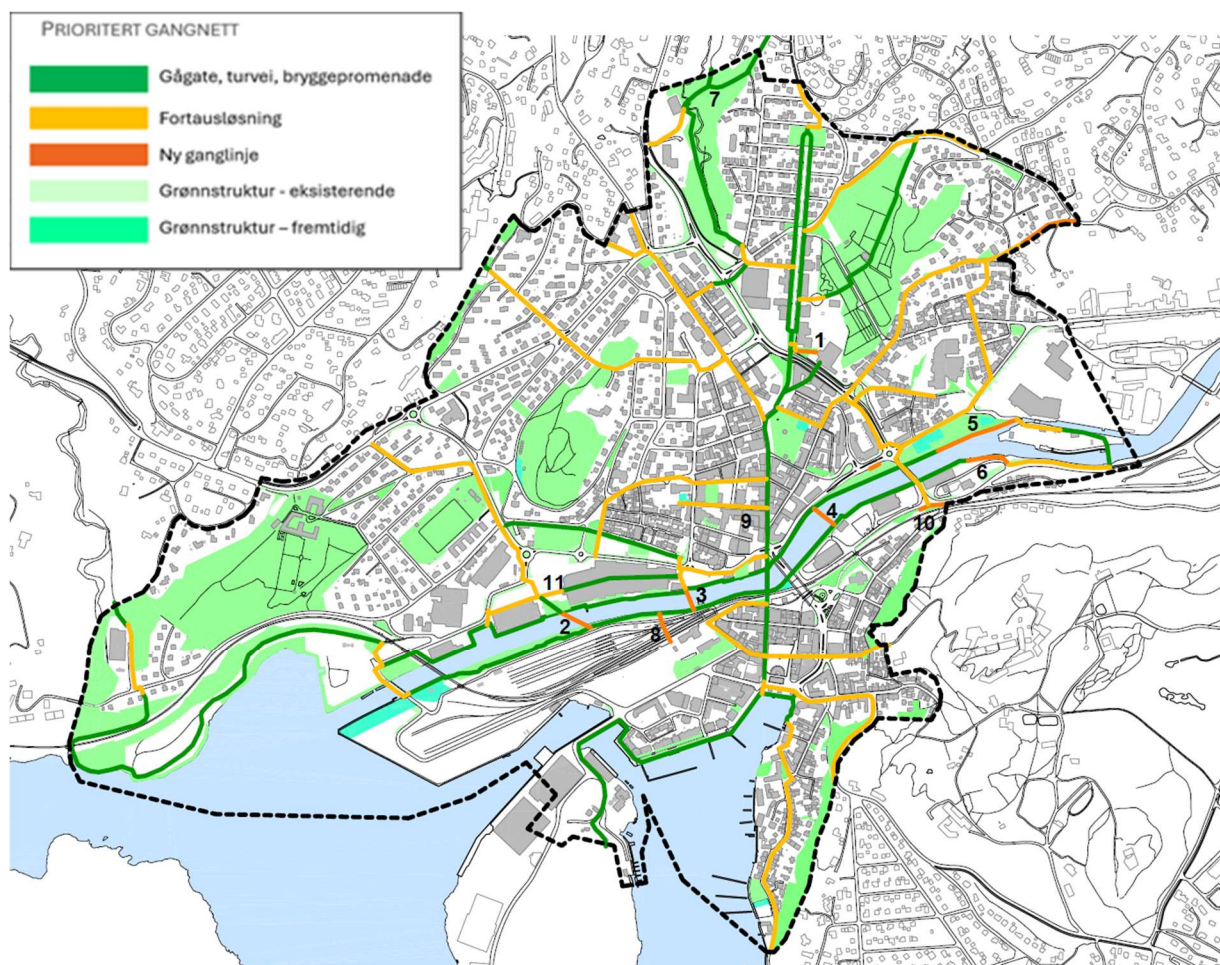 PRIORITERT GANGNETT
Gågate, turvei, bryggepromenade
Fortausløsning
Ny ganglinje
Grønnstruktur - eksisterende
Grønnstruktur – fremtidig
7
1
5
6
4
9
10
3
11
2
8